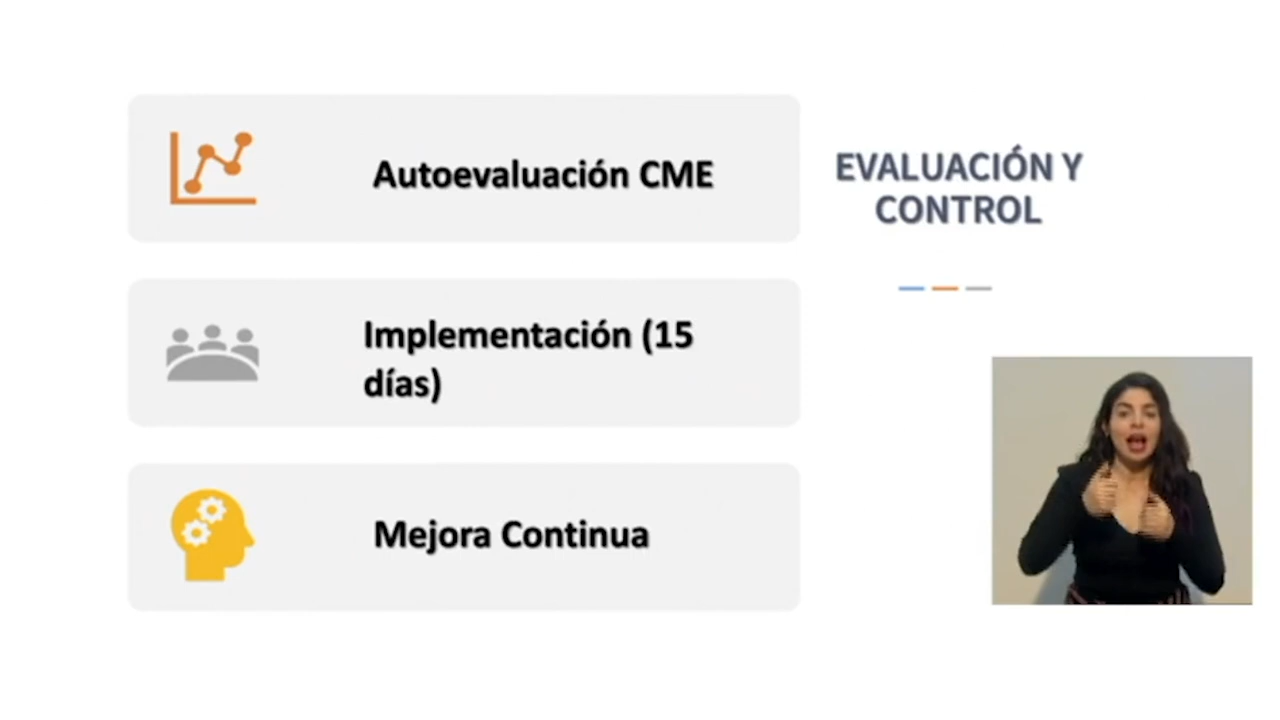 Autoevaluación CME
EVALUACIÓN Y
CONTROL
Implementación (15
días)
Mejora Continua